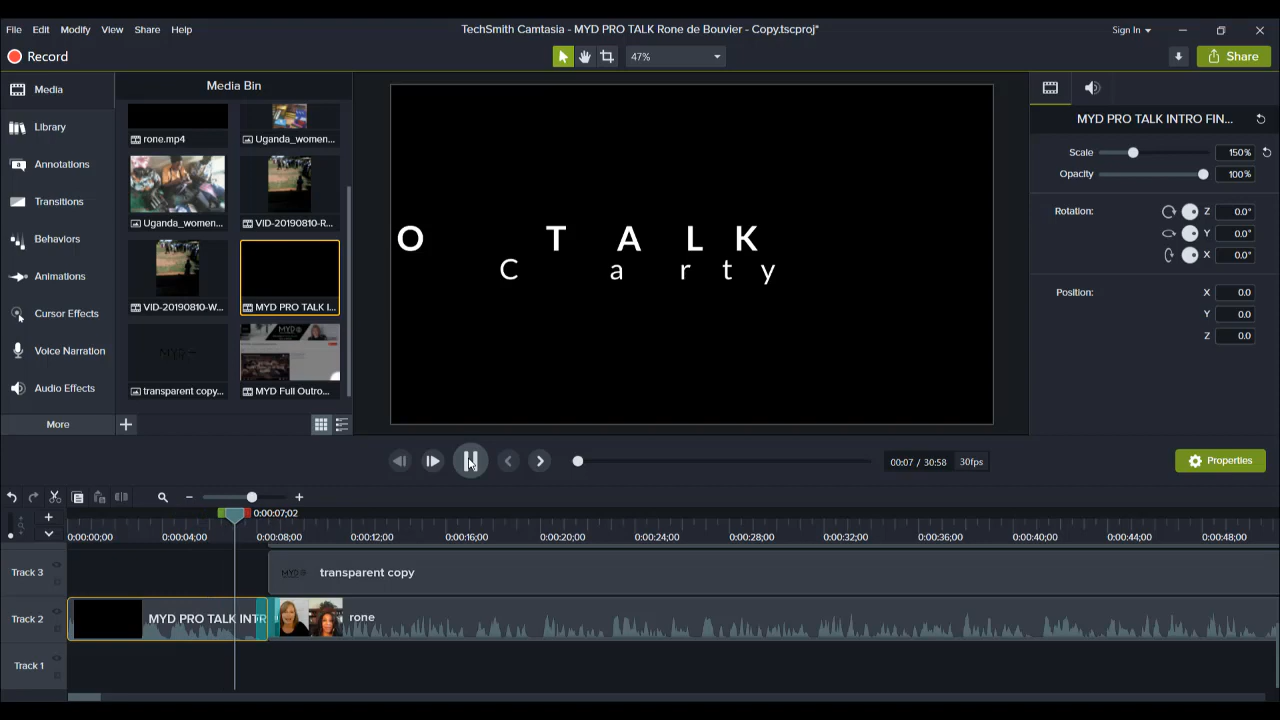 TechSmith Camtasia - MYD PRO TALK Rone de Bouvier - Copy.tscproj*
File Edit Modify View Share Help
Sign In
Record
47%
Share
Media
Library
Annotations
Transitions
Behaviors
Animations
Cursor Effects
Voice Narration
Audio Effects
More
Media Bin
rone.mp4
Uganda_women...
Uganda_women...
VID-20190810-R...
VID-20190810-W...
MYD PRO TALK I...
transparent copy...
MYD Full Outro...
O T A L K
C a r t y
MYD PRO TALK INTRO FIN...
Scale 150%
Opacity 100%
Rotation: Z 0.0°
Y 0.0°
X 0.0°
Position: X 0.0
Y 0.0
Z 0.0
00:07 / 30:58 30fps
Properties
0:00:07;02
0:00:00;00 0:00:04;00 0:00:08;00 0:00:12;00 0:00:16;00 0:00:20;00 0:00:24;00 0:00:28;00 0:00:32;00 0:00:36;00 0:00:40;00 0:00:44;00 0:00:48;00
Track 3
transparent copy
Track 2
MYD PRO TALK INTR
rone
Track 1